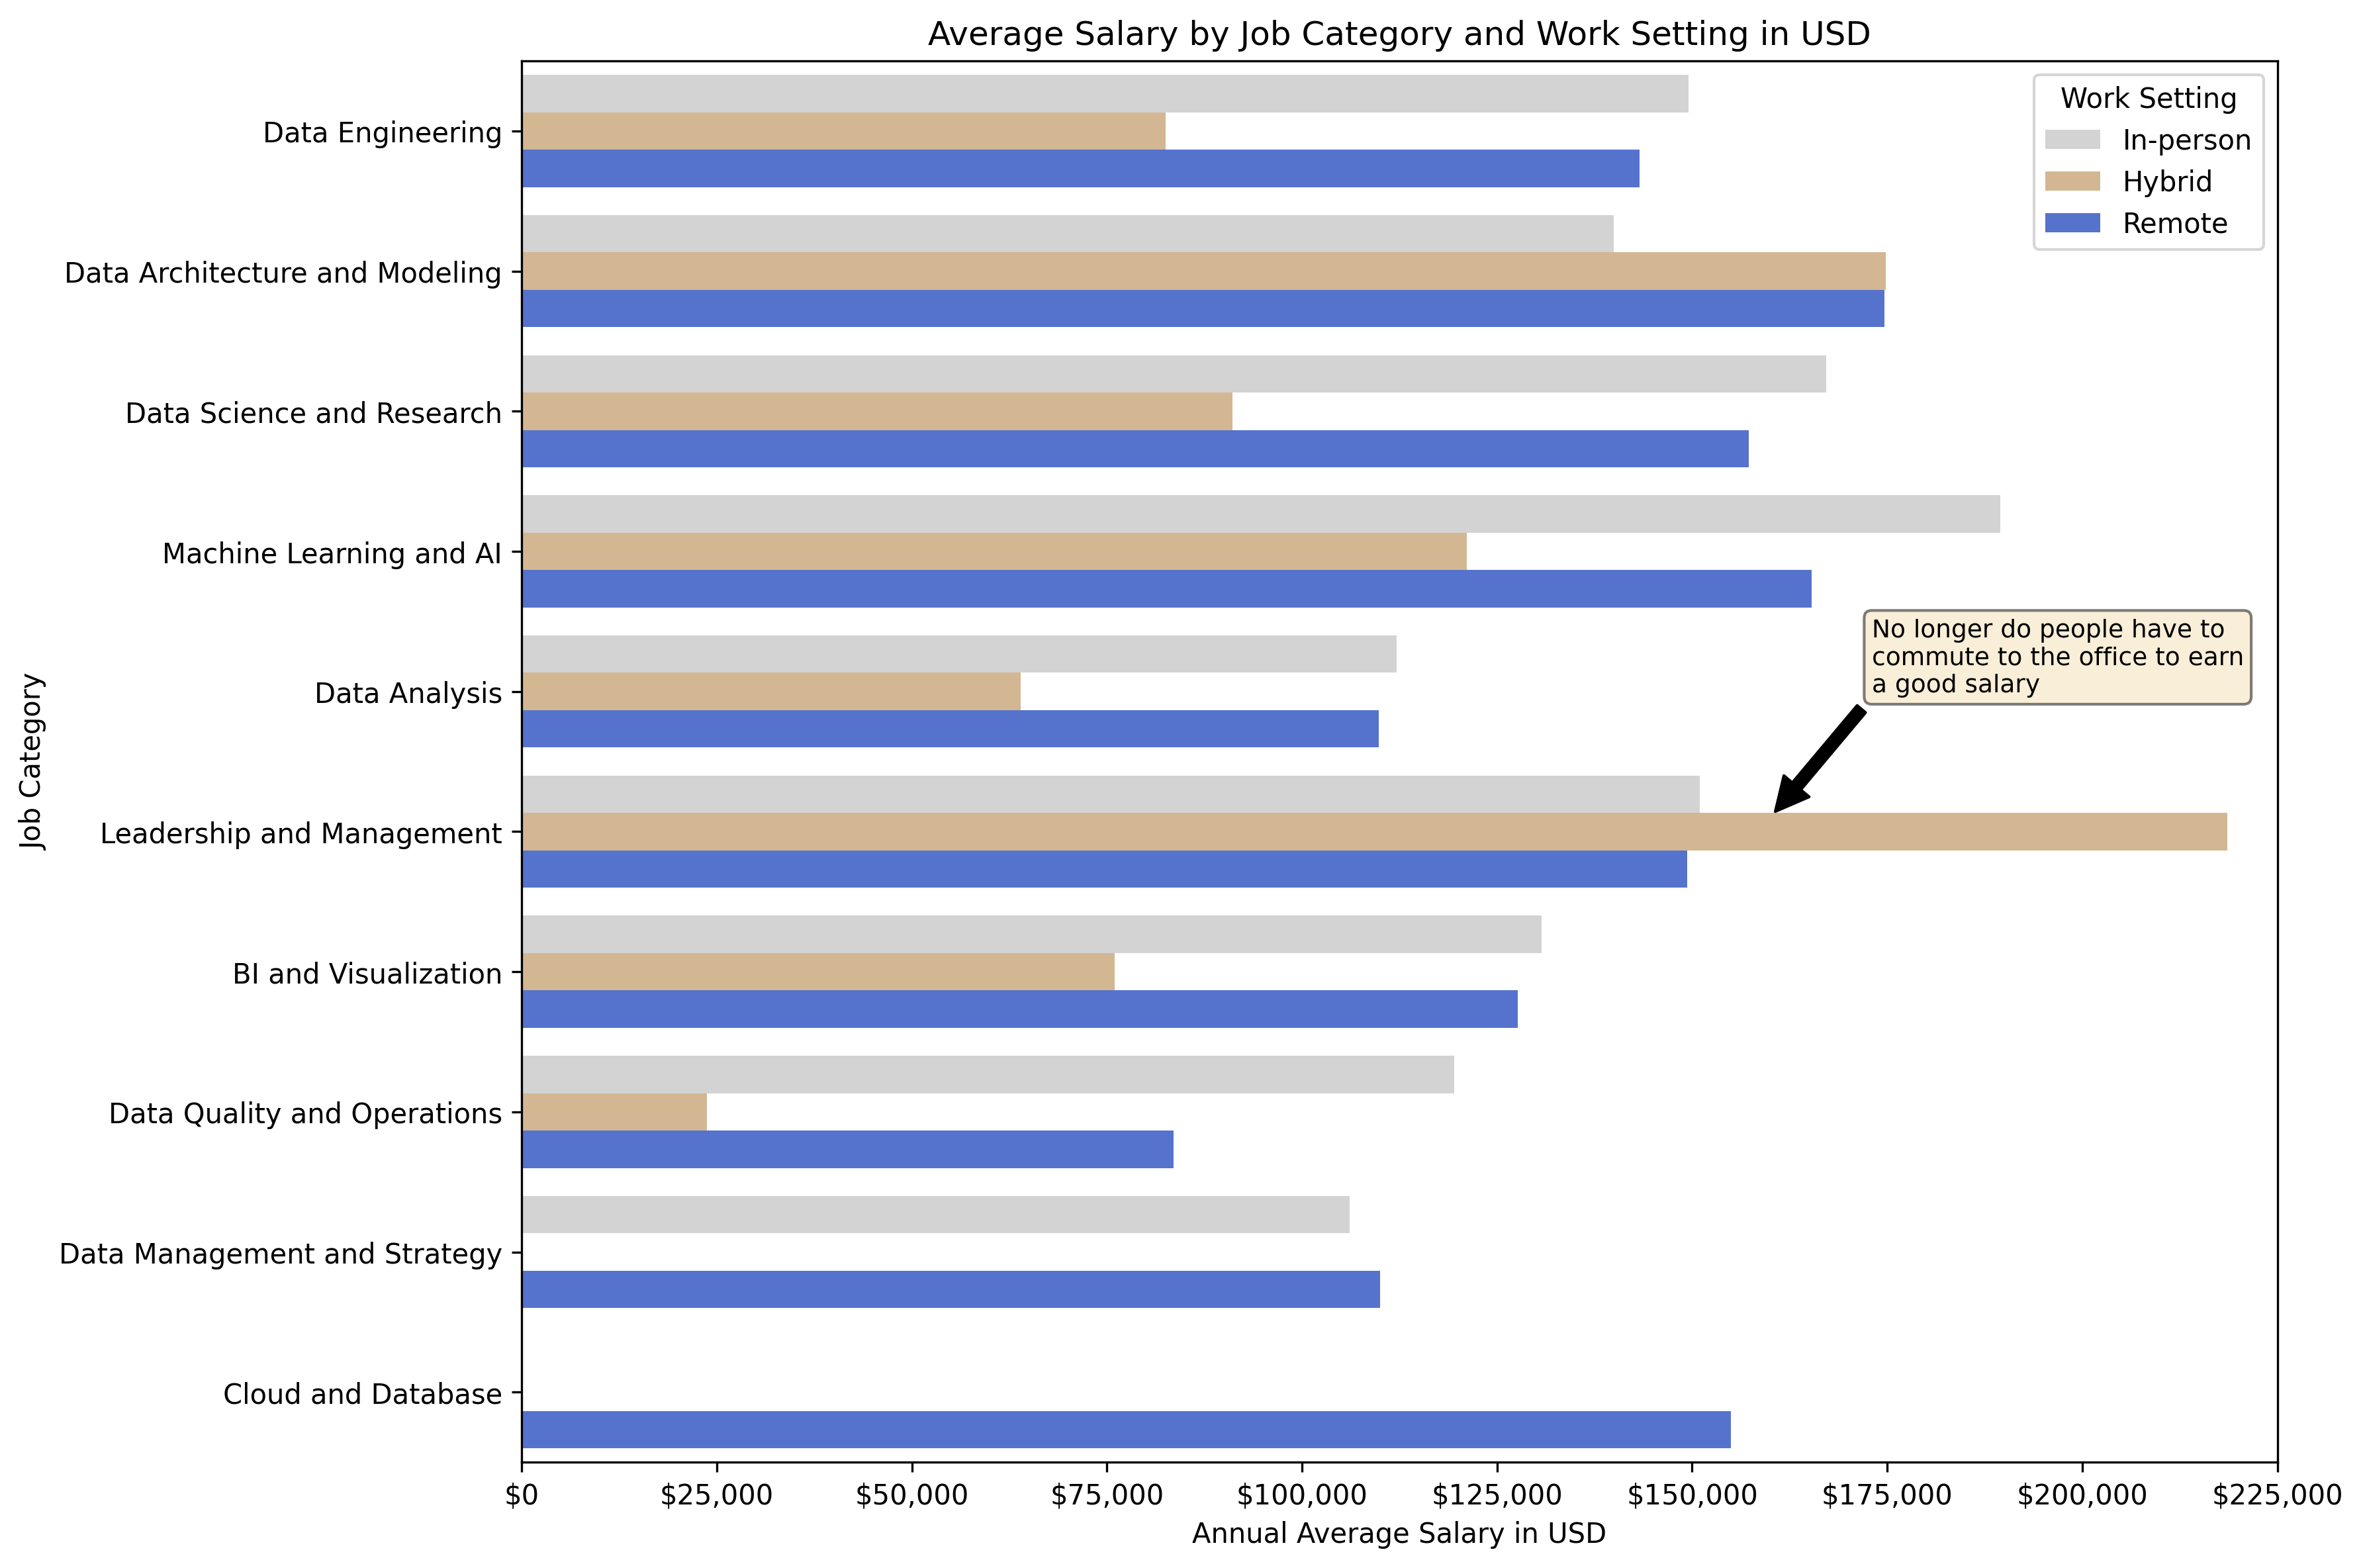 Average Salary by Job Category and Work Setting in USD
Work Setting
In-person
Hybrid
Remote
Job Category
Data Engineering
Data Architecture and Modeling
Data Science and Research
Machine Learning and AI
Data Analysis
Leadership and Management
BI and Visualization
Data Quality and Operations
Data Management and Strategy
Cloud and Database
No longer do people have to
commute to the office to earn
a good salary
$0 $25,000 $50,000 $75,000 $100,000 $125,000 $150,000 $175,000 $200,000 $225,000
Annual Average Salary in USD